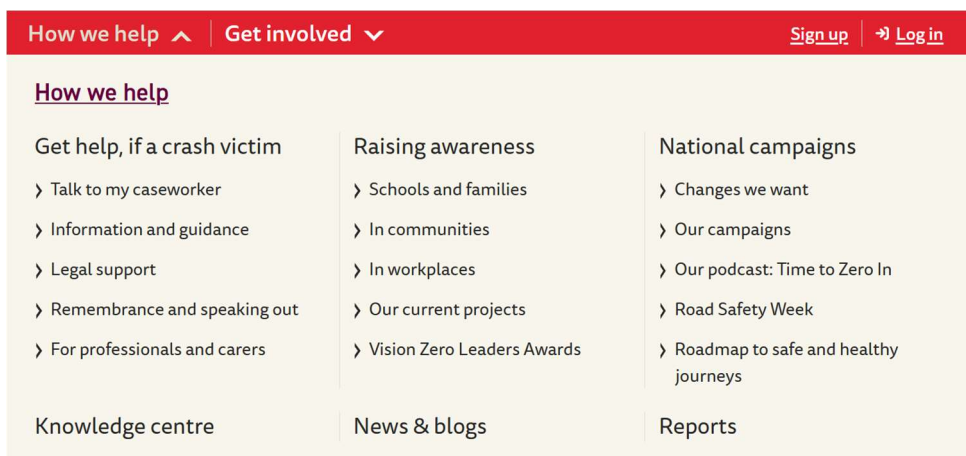 How we help
Get involved
Sign up
Log in
How we help
Get help, if a crash victim
Talk to my caseworker
Information and guidance
Legal support
Remembrance and speaking out
For professionals and carers
Raising awareness
Schools and families
In communities
In workplaces
Our current projects
Vision Zero Leaders Awards
National campaigns
Changes we want
Our campaigns
Our podcast: Time to Zero In
Road Safety Week
Roadmap to safe and healthy
journeys
Knowledge centre
News & blogs
Reports